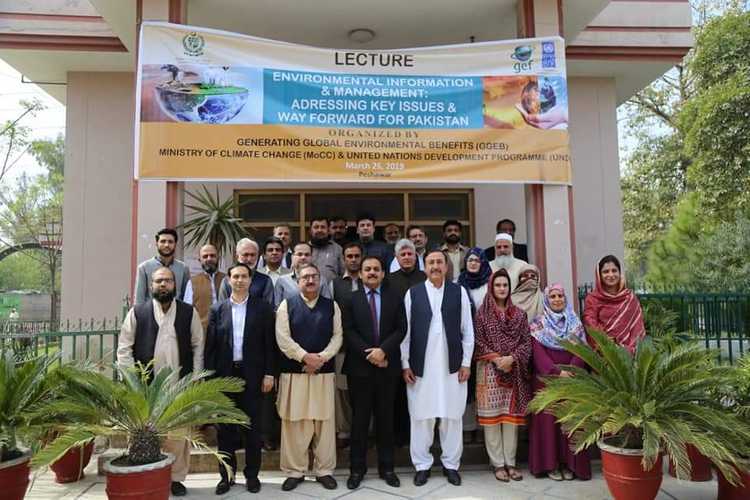 LECTURE
gef
ENVIRONMENTAL INFORMATION
& MANAGEMENT:
ADRESSING KEY ISSUES &
WAY FORWARD FOR PAKISTAN
ORGANIZED BY
GENERATING GLOBAL ENVIRONMENTAL BENEFITS (GGEB)
MINISTRY OF CLIMATE CHANGE (MoCC) & UNITED NATIONS DEVELOPMENT PROGRAMME (UND
March 25, 2019
Peshawar